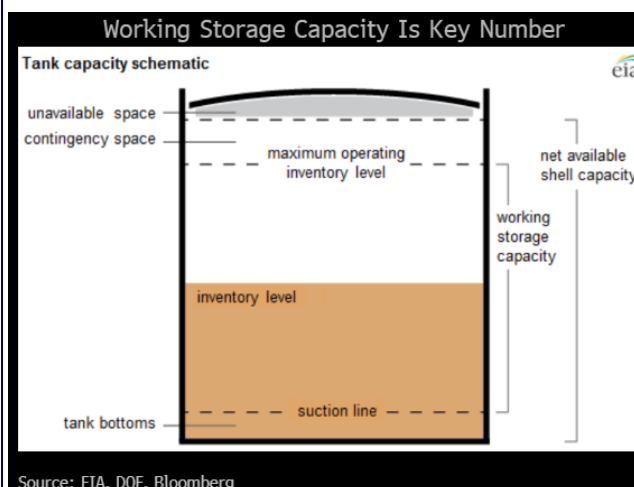 Working Storage Capacity Is Key Number
Tank capacity schematic
eia
unavailable space
contingency space
maximum operating
inventory level
net available
shell capacity
working
storage
capacity
inventory level
suction line
tank bottoms
Source: EIA, DOE, Bloomberg